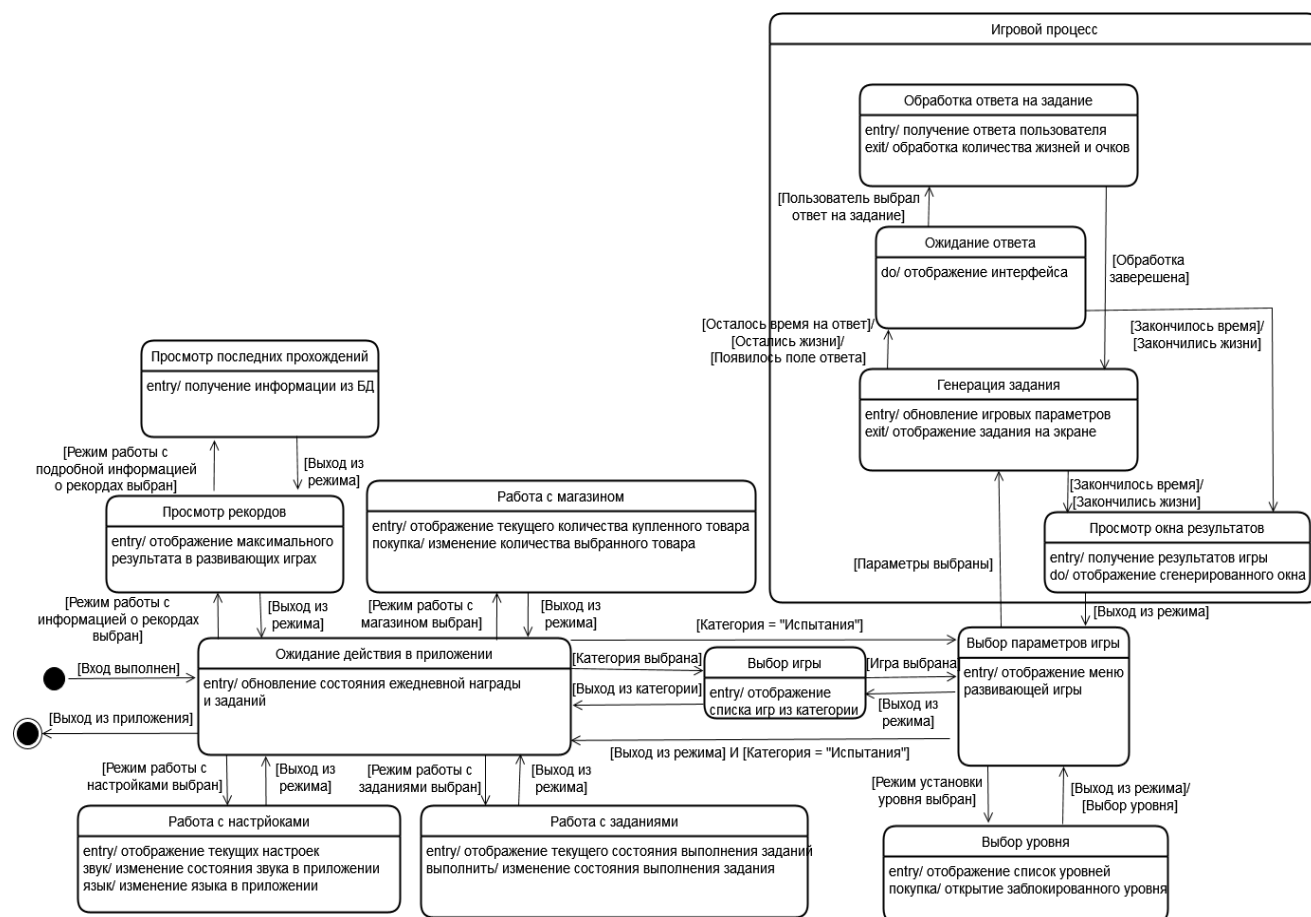 Игровой процесс
Обработка ответа на задание
entry/ получение ответа пользователя
exit/ обработка количества жизней и очков
[Пользователь выбрал
ответ на задание]
Ожидание ответа
do/ отображение интерфейса
[Обработка
заверешена]
[Осталось время на ответ]/
[Остались жизни]/
[Появилось поле ответа]
[Закончилось время]/
[Закончились жизни]
Генерация задания
entry/ обновление игровых параметров
exit/ отображение задания на экране
[Закончилось время]/
[Закончились жизни]
Просмотр окна результатов
entry/ получение результатов игры
do/ отображение сгенерированного окна
[Параметры выбраны]
[Выход из режима]
Просмотр последних прохождений
entry/ получение информации из БД
[Режим работы с
подробной информацией
о рекордах выбран]
[Выход из
режима]
Просмотр рекордов
entry/ отображение максимального
результата в развивающих играх
Работа с магазином
entry/ отображение текущего количества купленного товара
покупка/ изменение количества выбранного товара
[Режим работы с
информацией о рекордах
выбран]
[Выход из
режима]
[Режим работы с
магазином выбран]
[Выход из
режима]
[Вход выполнен]
[Выход из приложения]
Ожидание действия в приложении
entry/ обновление состояния ежедневной награды
и заданий
[Категория = "Испытания"]
[Категория выбрана]
[Выход из категории]
Выбор игры
entry/ отображение
списка игр из категории
[Игра выбрана]
[Выход из
режима]
[Выход из режима] И [Категория = "Испытания"]
Выбор параметров игры
entry/ отображение меню
развивающей игры
[Режим работы с
настройками выбран]
[Выход из
режима]
[Режим работы с
заданиями выбран]
[Выход из
режима]
[Режим установки
уровня выбран]
[Выход из режима]/
[Выбор уровня]
Работа с настрйоками
entry/ отображение текущих настроек
звук/ изменение состояния звука в приложении
язык/ изменение языка в приложении
Работа с заданиями
entry/ отображение текущего состояния выполнения заданий
выполнить/ изменение состояния выполнения задания
Выбор уровня
entry/ отображение список уровней
покупка/ открытие заблокированного уровня